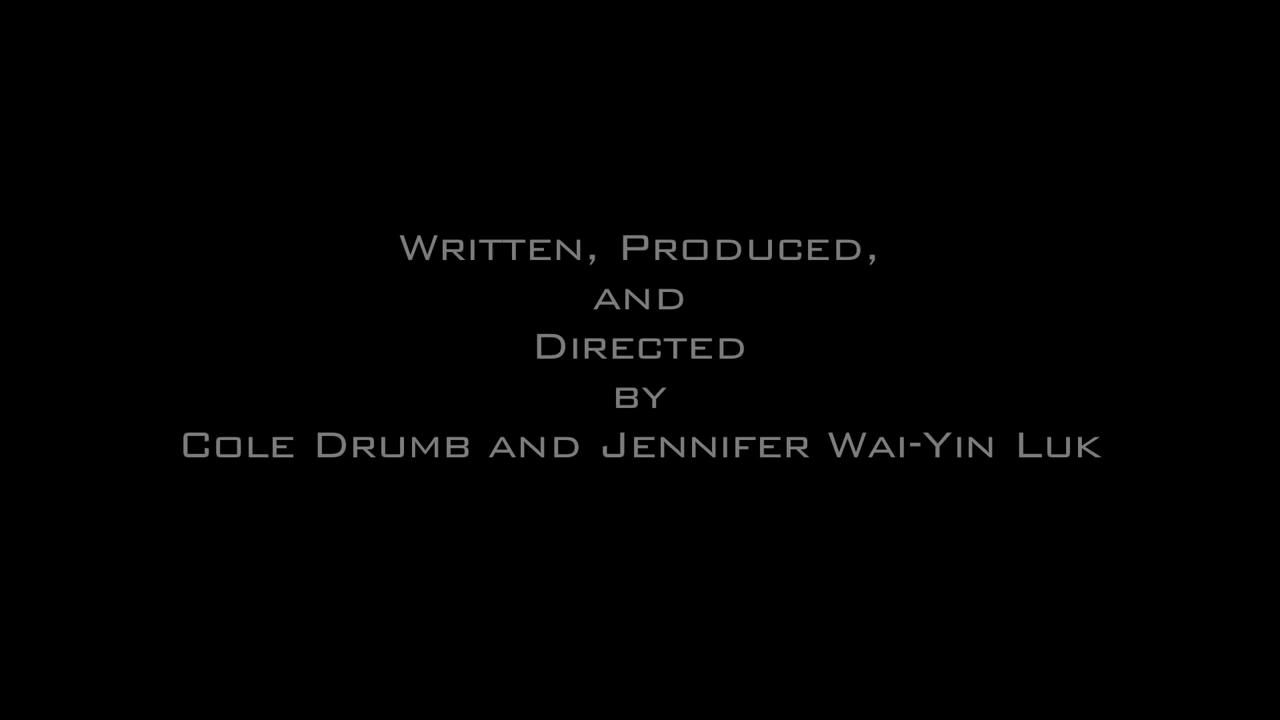 Written, Produced,
and
Directed
by
Cole Drumb and Jennifer Wai-Yin Luk